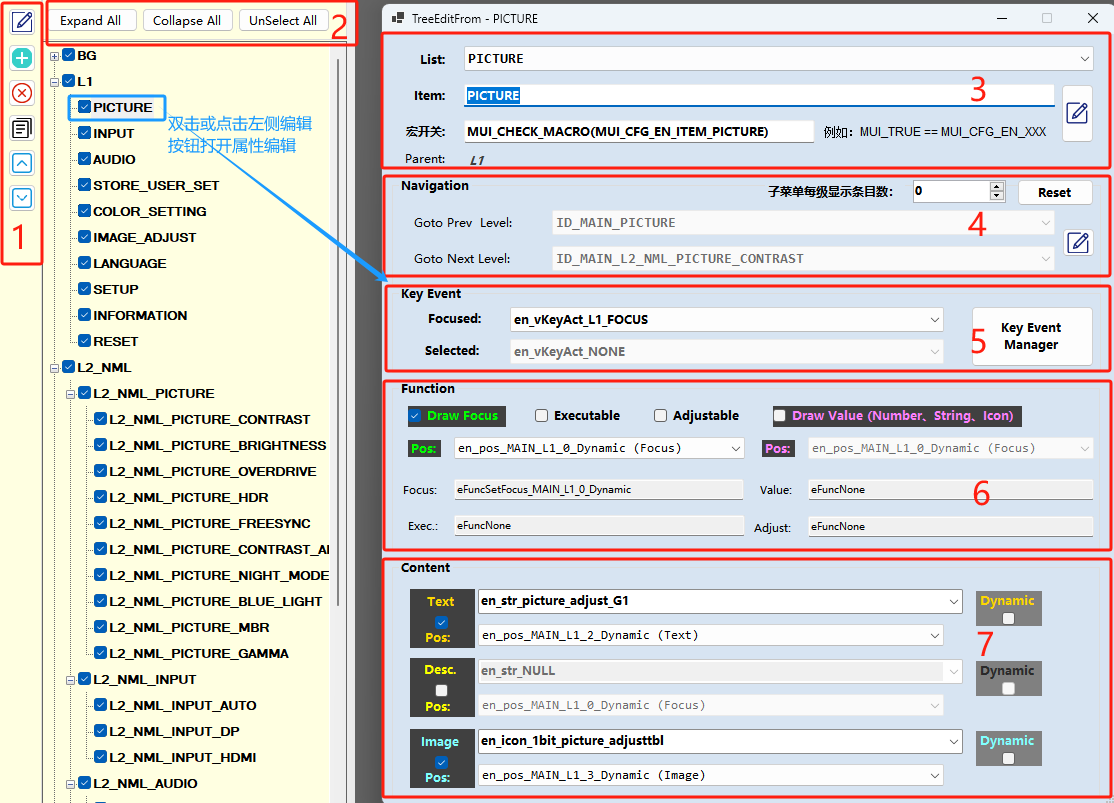 Expand All
Collapse All
UnSelect All
2
BG
L1
PICTURE
INPUT
AUDIO
STORE_USER_SET
COLOR_SETTING
IMAGE_ADJUST
LANGUAGE
SETUP
INFORMATION
RESET
L2_NML
L2_NML_PICTURE
L2_NML_PICTURE_CONTRAST
L2_NML_PICTURE_BRIGHTNESS
L2_NML_PICTURE_OVERDRIVE
L2_NML_PICTURE_HDR
L2_NML_PICTURE_FREESYNC
L2_NML_PICTURE_CONTRAST_A
L2_NML_PICTURE_NIGHT_MODE
L2_NML_PICTURE_BLUE_LIGHT
L2_NML_PICTURE_MBR
L2_NML_PICTURE_GAMMA
L2_NML_INPUT
L2_NML_INPUT_AUTO
L2_NML_INPUT_DP
L2_NML_INPUT_HDMI
L2_NML_AUDIO
1
双击或点击左侧编辑
按钮打开属性编辑
TreeEditFrom - PICTURE
List: PICTURE
Item: PICTURE
3
宏开关: MUI_CHECK_MACRO(MUI_CFG_EN_ITEM_PICTURE) 例如: MUI_TRUE == MUI_CFG_EN_XXX
Parent: L1
Navigation
子菜单每级显示条目数: 0 Reset
Goto Prev Level: ID_MAIN_PICTURE
4
Goto Next Level: ID_MAIN_L2_NML_PICTURE_CONTRAST
Key Event
Focused: en_vKeyAct_L1_FOCUS
Selected: en_vKeyAct_NONE
5
Key Event
Manager
Function
Draw Focus Executable Adjustable Draw Value (Number、String、Icon)
Pos: en_pos_MAIN_L1_0_Dynamic (Focus) Pos: en_pos_MAIN_L1_0_Dynamic (Focus)
Focus: eFuncSetFocus_MAIN_L1_0_Dynamic Value: eFuncNone
6
Exec.: eFuncNone Adjust: eFuncNone
Content
Text en_str_picture_adjust_G1 Dynamic
Pos: en_pos_MAIN_L1_2_Dynamic (Text)
7
Desc. en_str_NULL Dynamic
Pos: en_pos_MAIN_L1_0_Dynamic (Focus)
Image en_icon_1bit_picture_adjusttbl Dynamic
Pos: en_pos_MAIN_L1_3_Dynamic (Image)